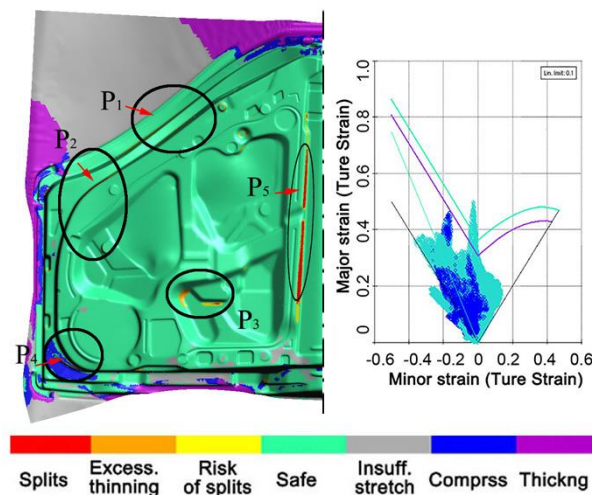 P1
P2
P5
P3
P4
Ln. limit: 0.1
Major strain (Ture Strain)
1.0
0.8
0.6
0.4
0.2
0
-0.6 -0.4 -0.2 0 0.2 0.4 0.6
Minor strain (Ture Strain)
Splits
Excess. thinning
Risk of splits
Safe
Insuff. stretch
Comprss
Thickng